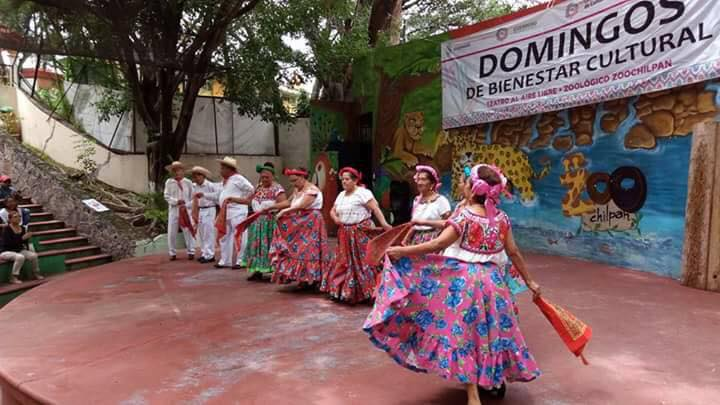 DOMINGOS
DE BIENESTAR CULTURAL
TEATRO AL AIRE LIBRE • ZOOLÓGICO ZOOCHILPAN
ZOO
chilpan